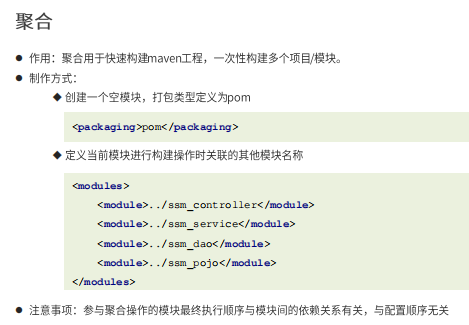 聚合
● 作用：聚合用于快速构建maven工程，一次性构建多个项目/模块。
● 制作方式：
◆ 创建一个空模块，打包类型定义为pom
<packaging>pom</packaging>
◆ 定义当前模块进行构建操作时关联的其他模块名称
<modules>
<module>../ssm_controller</module>
<module>../ssm_service</module>
<module>../ssm_dao</module>
<module>../ssm_pojo</module>
</modules>
● 注意事项：参与聚合操作的模块最终执行顺序与模块间的依赖关系有关，与配置顺序无关